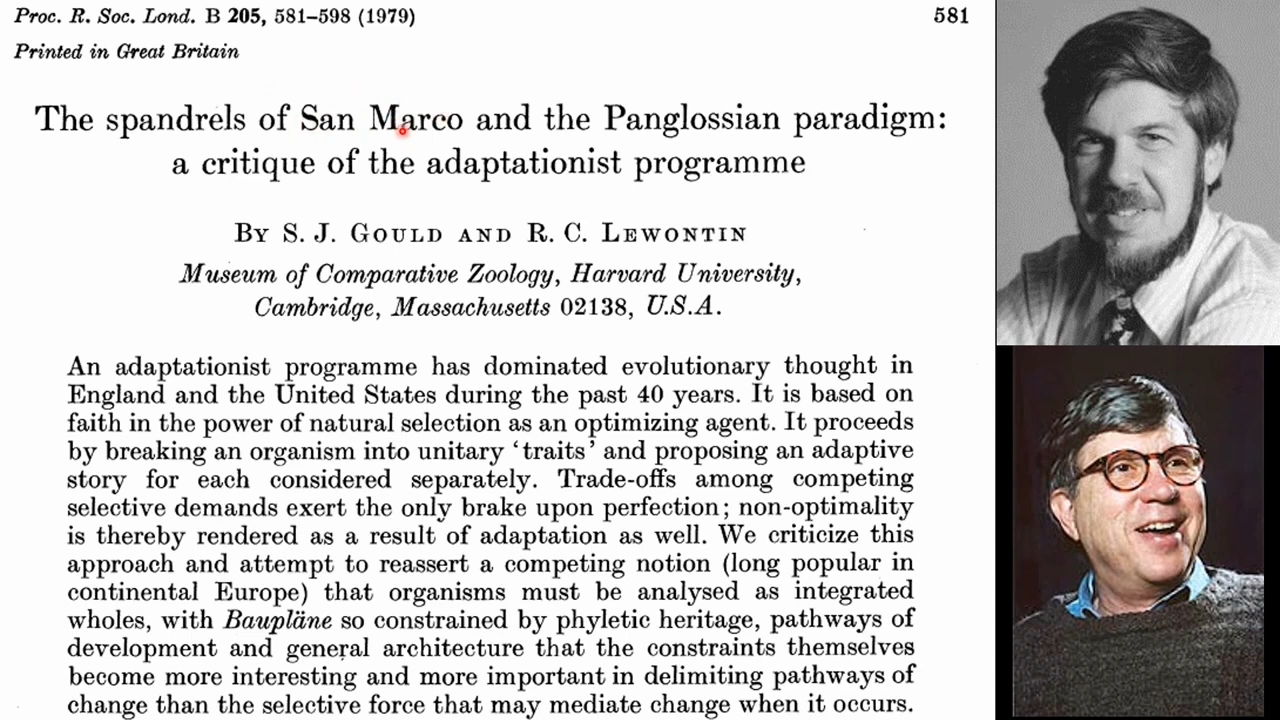 Proc. R. Soc. Lond. B 205, 581–598 (1979) 581
Printed in Great Britain
The spandrels of San Marco and the Panglossian paradigm:
a critique of the adaptationist programme
By S. J. Gould and R. C. Lewontin
Museum of Comparative Zoology, Harvard University,
Cambridge, Massachusetts 02138, U.S.A.
An adaptationist programme has dominated evolutionary thought in
England and the United States during the past 40 years. It is based on
faith in the power of natural selection as an optimizing agent. It proceeds
by breaking an organism into unitary ‘traits’ and proposing an adaptive
story for each considered separately. Trade-offs among competing
selective demands exert the only brake upon perfection; non-optimality
is thereby rendered as a result of adaptation as well. We criticize this
approach and attempt to reassert a competing notion (long popular in
continental Europe) that organisms must be analysed as integrated
wholes, with Baupläne so constrained by phyletic heritage, pathways of
development and general architecture that the constraints themselves
become more interesting and more important in delimiting pathways of
change than the selective force that may mediate change when it occurs.